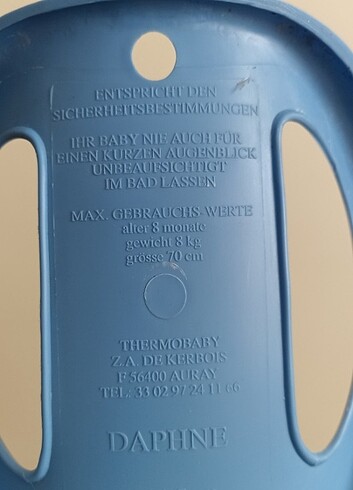 ENTSPRICHT DEN
SICHERHEITSBESTIMMUNGEN
IHR BABY NIE AUCH FÜR
EINEN KURZEN AUGENBLICK
UNBEAUFSICHTIGT
IM BAD LASSEN
MAX. GEBRAUCHS-WERTE
alter 8 monate
gewicht 8 kg
grösse 70 cm
THERMOBABY
Z.A. DE KERBOIS
F 56400 AURAY
TEL: 33 02 97 24 11 66
DAPHNE